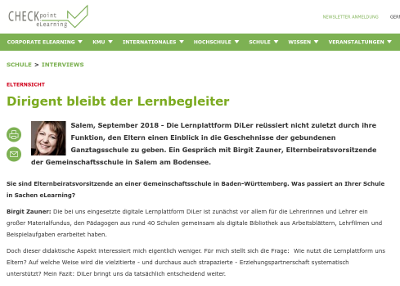 CHECKpoint
eLearning
NEWSLETTER ANMELDUNG
CORPORATE ELEARNING KMU INTERNATIONALES HOCHSCHULE SCHULE WISSEN VERANSTALTUNGEN
SCHULE > INTERVIEWS
ELTERNSICHT
Dirigent bleibt der Lernbegleiter
Salem, September 2018 - Die Lernplattform DiLer reüssiert nicht zuletzt durch ihre
Funktion, den Eltern einen Einblick in die Geschehnisse der gebundenen
Ganztagsschule zu geben. Ein Gespräch mit Birgit Zauner, Elternbeiratsvorsitzende
der Gemeinschaftsschule in Salem am Bodensee.
Sie sind Elternbeiratsvorsitzende an einer Gemeinschaftsschule in Baden-Württemberg. Was passiert an Ihrer Schule
in Sachen eLearning?
Birgit Zauner: Die bei uns eingesetzte digitale Lernplattform DiLer ist zunächst vor allem für die Lehrerinnen und Lehrer ein
großer Materialfundus, den Pädagogen aus rund 40 Schulen gemeinsam als digitale Bibliothek aus Arbeitsblättern, Lehrfilmen und
Beispielaufgaben erarbeitet haben.
Doch dieser didaktische Aspekt interessiert mich eigentlich weniger. Für mich stellt sich die Frage: Wie nutzt die Lernplattform uns
Eltern? Auf welche Weise wird die vielzitierte - und durchaus auch strapazierte - Erziehungspartnerschaft systematisch
unterstützt? Mein Fazit: DiLer bringt uns da tatsächlich entscheidend weiter.